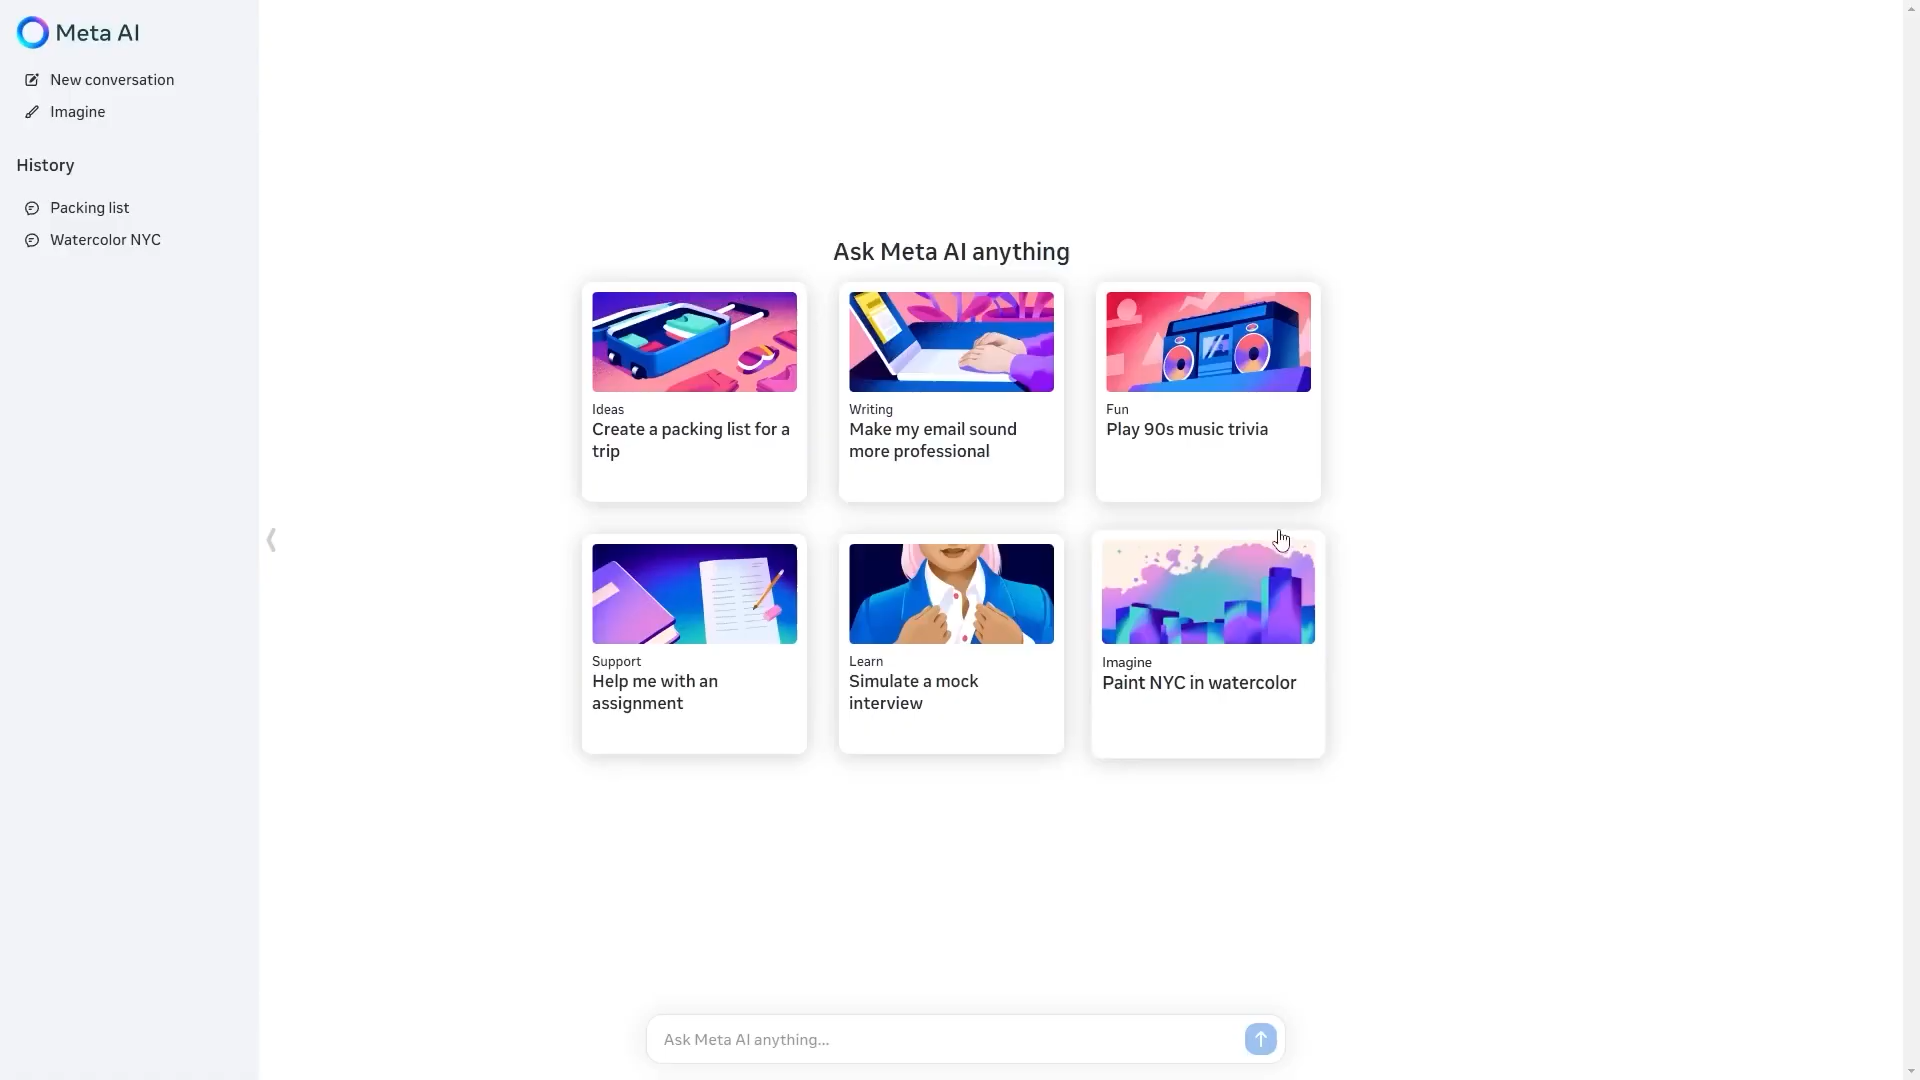 Meta AI
New conversation
Imagine
History
Packing list
Watercolor NYC
Ask Meta AI anything
Ideas
Create a packing list for a
trip
Writing
Make my email sound
more professional
Fun
Play 90s music trivia
Support
Help me with an
assignment
Learn
Simulate a mock
interview
Imagine
Paint NYC in watercolor
Ask Meta AI anything...